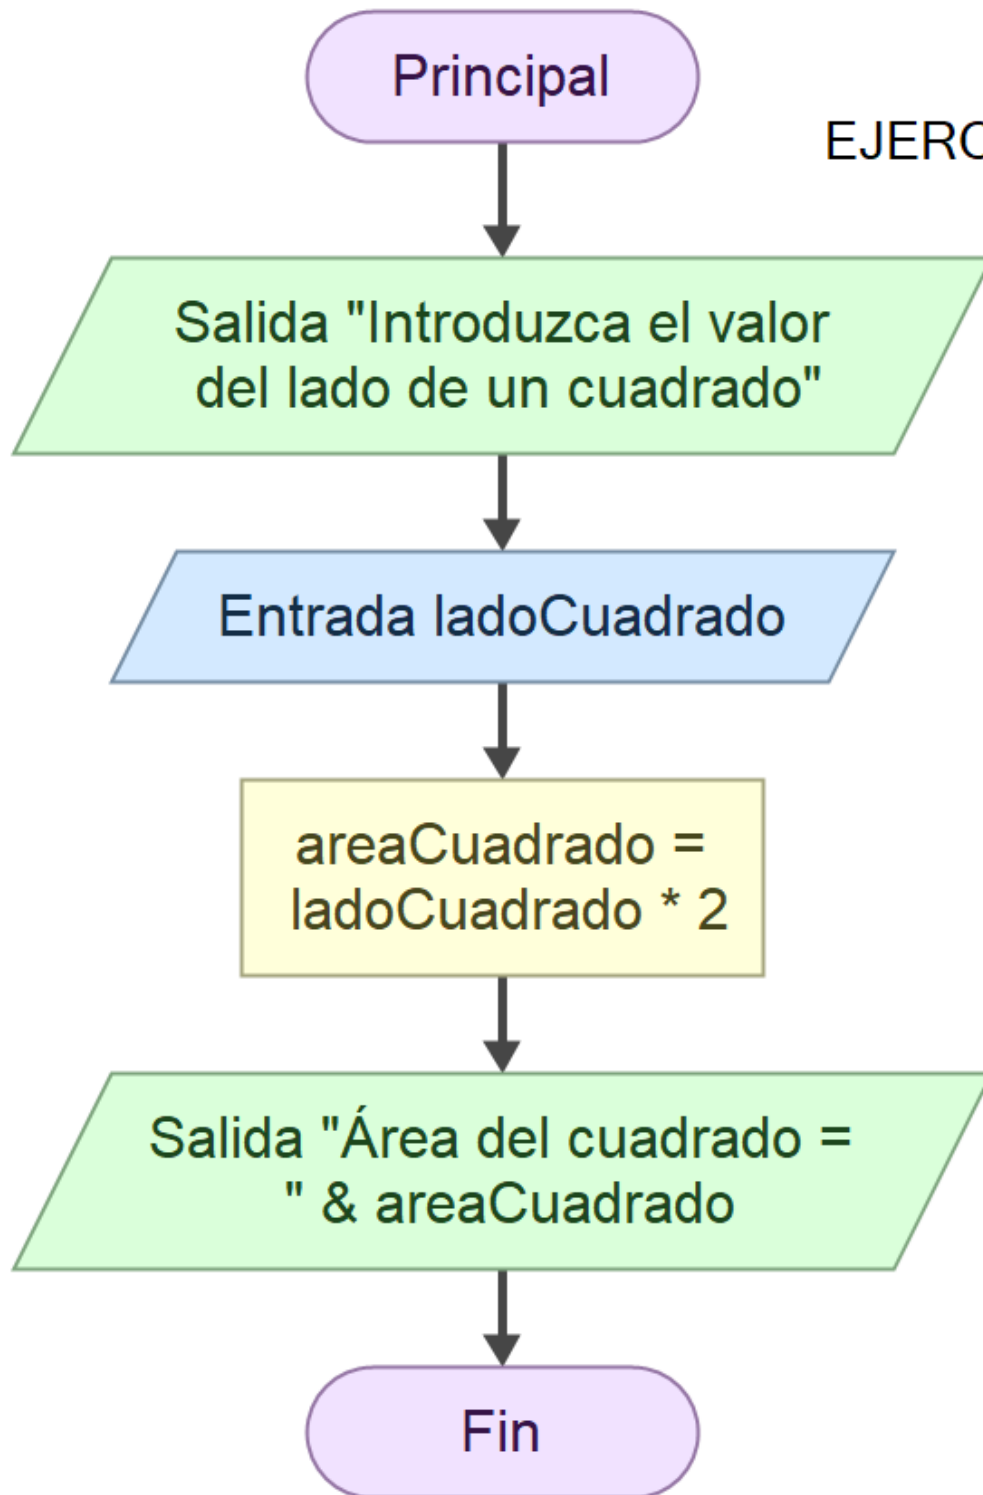 Principal
EJERC
Salida "Introduzca el valor
del lado de un cuadrado"
Entrada ladoCuadrado
areaCuadrado =
ladoCuadrado * 2
Salida "Área del cuadrado =
" & areaCuadrado
Fin